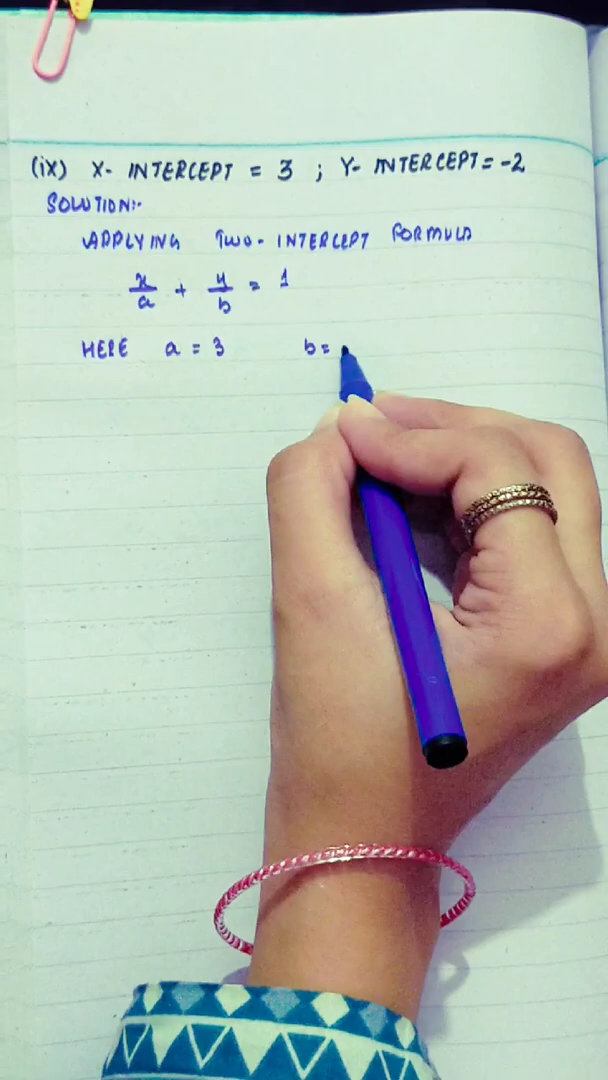 (ix) X- INTERCEPT = 3 ; Y- INTERCEPT = -2
SOLUTION:-
APPLYING TWO- INTERCEPT FORMULA
x/a + y/b = 1
HERE a = 3 b =